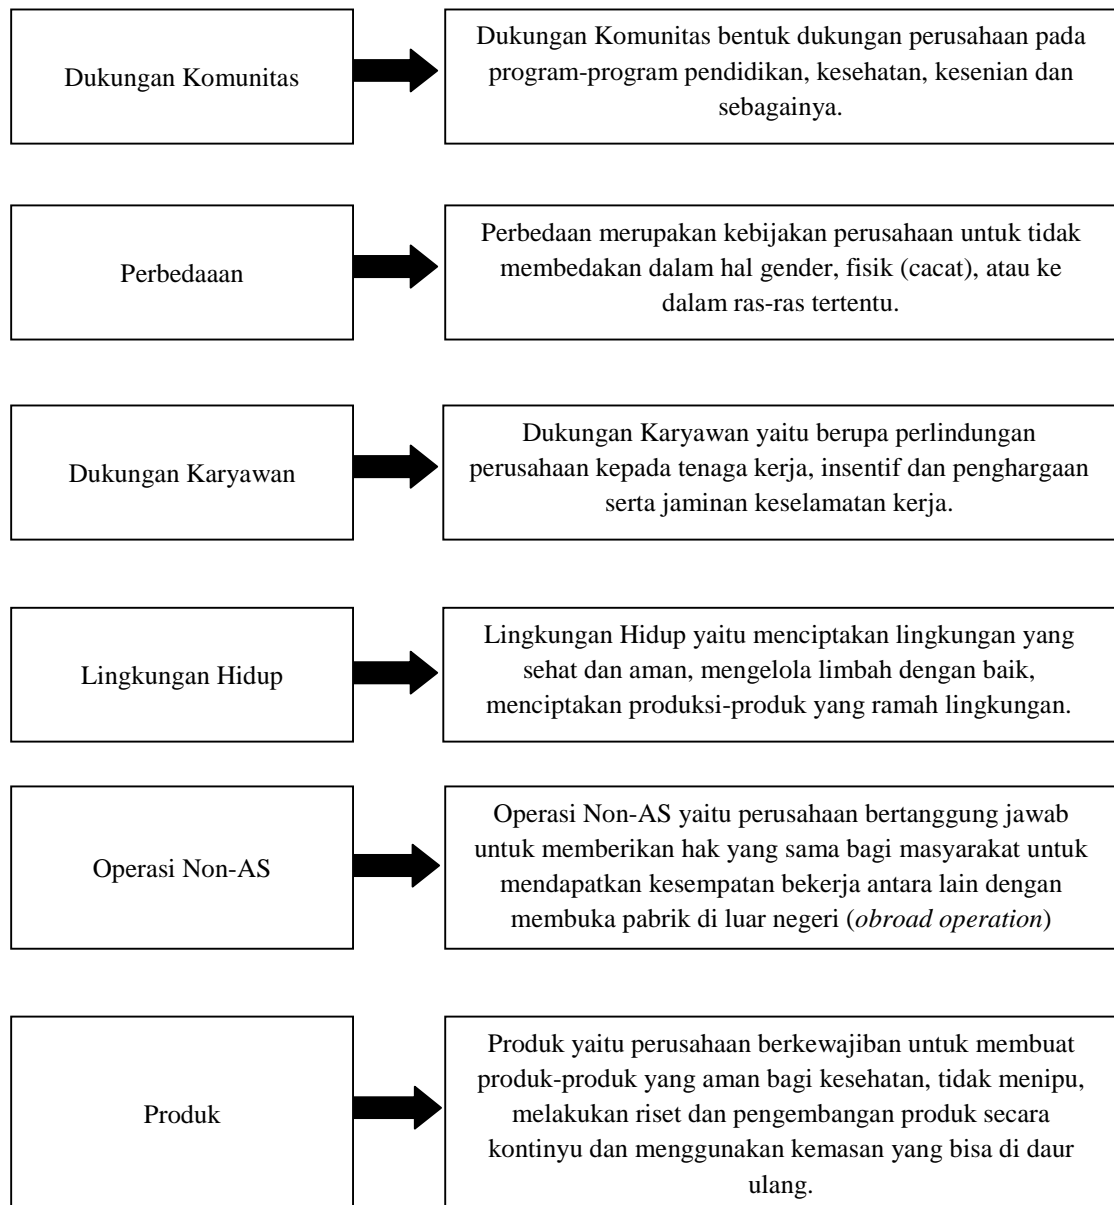 Dukungan Komunitas
Dukungan Komunitas bentuk dukungan perusahaan pada
program-program pendidikan, kesehatan, kesenian dan
sebagainya.
Perbedaaan
Perbedaan merupakan kebijakan perusahaan untuk tidak
membedakan dalam hal gender, fisik (cacat), atau ke
dalam ras-ras tertentu.
Dukungan Karyawan
Dukungan Karyawan yaitu berupa perlindungan
perusahaan kepada tenaga kerja, insentif dan penghargaan
serta jaminan keselamatan kerja.
Lingkungan Hidup
Lingkungan Hidup yaitu menciptakan lingkungan yang
sehat dan aman, mengelola limbah dengan baik,
menciptakan produksi-produk yang ramah lingkungan.
Operasi Non-AS
Operasi Non-AS yaitu perusahaan bertanggung jawab
untuk memberikan hak yang sama bagi masyarakat untuk
mendapatkan kesempatan bekerja antara lain dengan
membuka pabrik di luar negeri (obroad operation)
Produk
Produk yaitu perusahaan berkewajiban untuk membuat
produk-produk yang aman bagi kesehatan, tidak menipu,
melakukan riset dan pengembangan produk secara
kontinyu dan menggunakan kemasan yang bisa di daur
ulang.